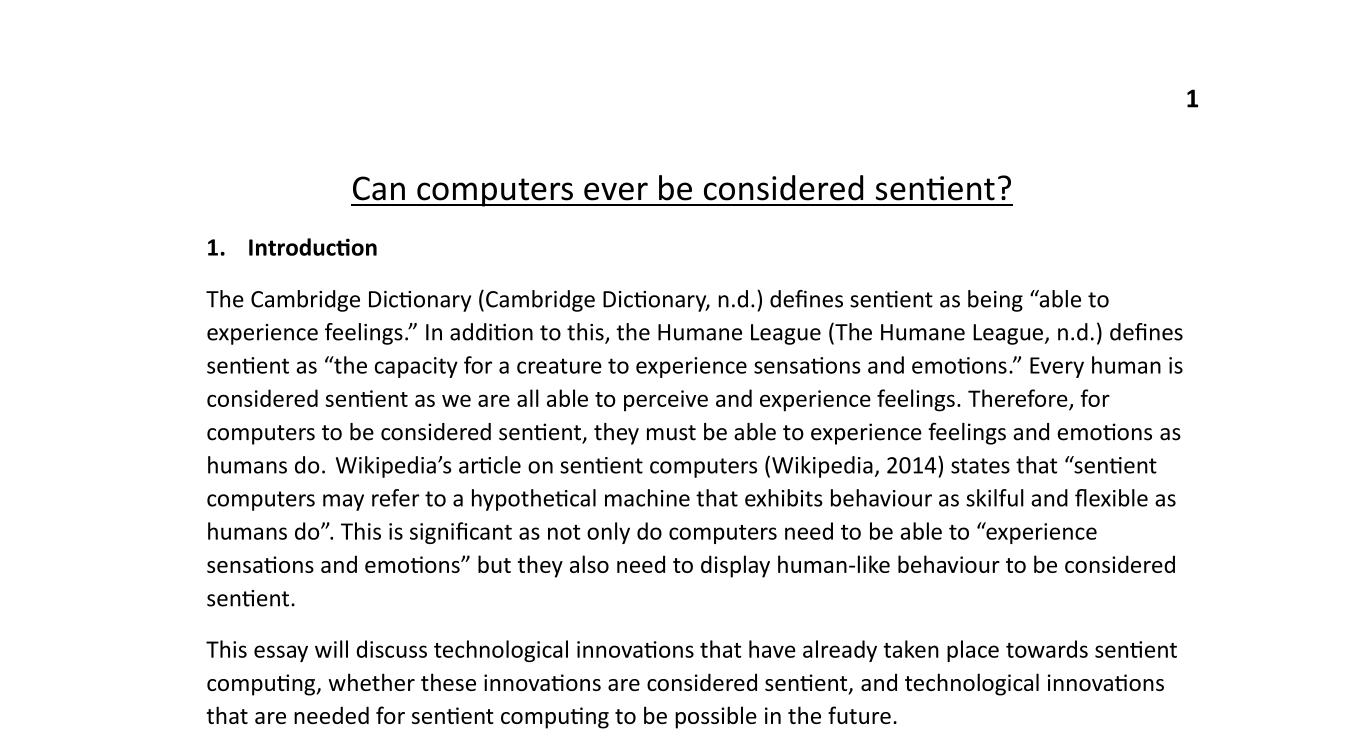 1
Can computers ever be considered sentient?
1. Introduction
The Cambridge Dictionary (Cambridge Dictionary, n.d.) defines sentient as being “able to
experience feelings.” In addition to this, the Humane League (The Humane League, n.d.) defines
sentient as “the capacity for a creature to experience sensations and emotions.” Every human is
considered sentient as we are all able to perceive and experience feelings. Therefore, for
computers to be considered sentient, they must be able to experience feelings and emotions as
humans do. Wikipedia’s article on sentient computers (Wikipedia, 2014) states that “sentient
computers may refer to a hypothetical machine that exhibits behaviour as skilful and flexible as
humans do”. This is significant as not only do computers need to be able to “experience
sensations and emotions” but they also need to display human-like behaviour to be considered
sentient.
This essay will discuss technological innovations that have already taken place towards sentient
computing, whether these innovations are considered sentient, and technological innovations
that are needed for sentient computing to be possible in the future.